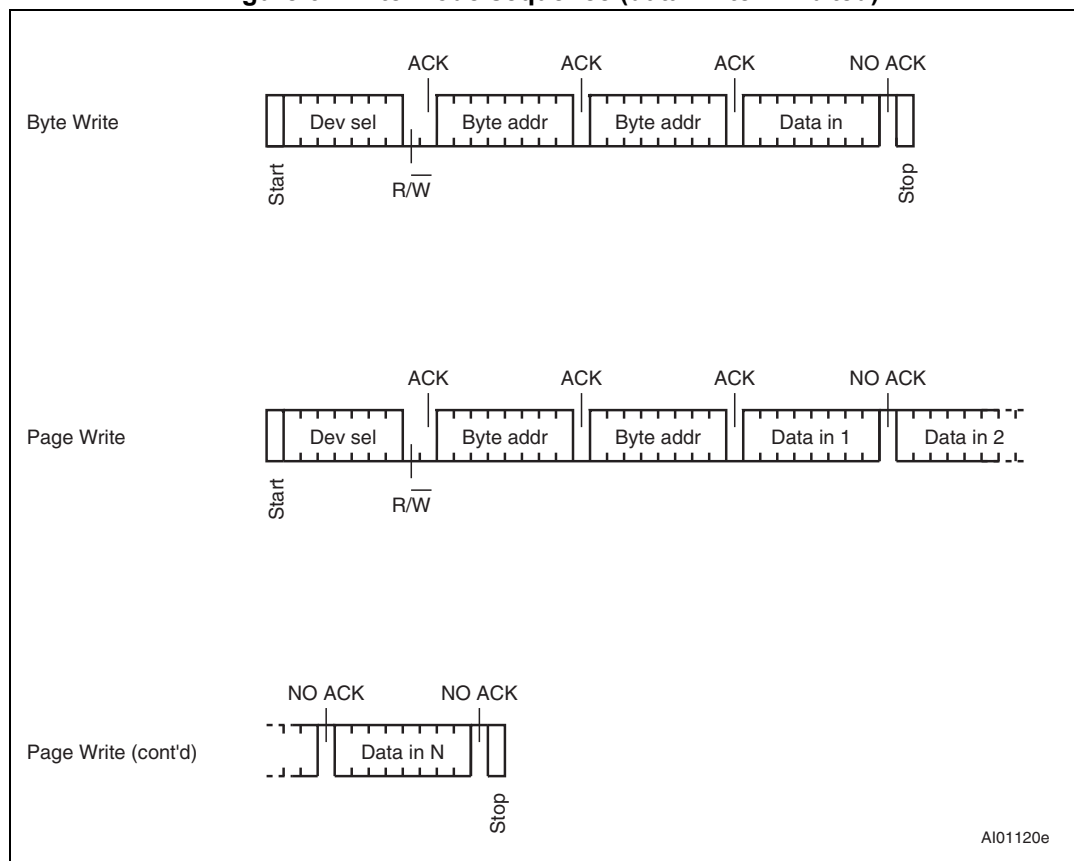 ACK ACK ACK NO ACK
Byte Write Dev sel Byte addr Byte addr Data in
Start R/W Stop
ACK ACK ACK NO ACK
Page Write Dev sel Byte addr Byte addr Data in 1 Data in 2
Start R/W
NO ACK NO ACK
Page Write (cont'd) Data in N
Stop
AI01120e